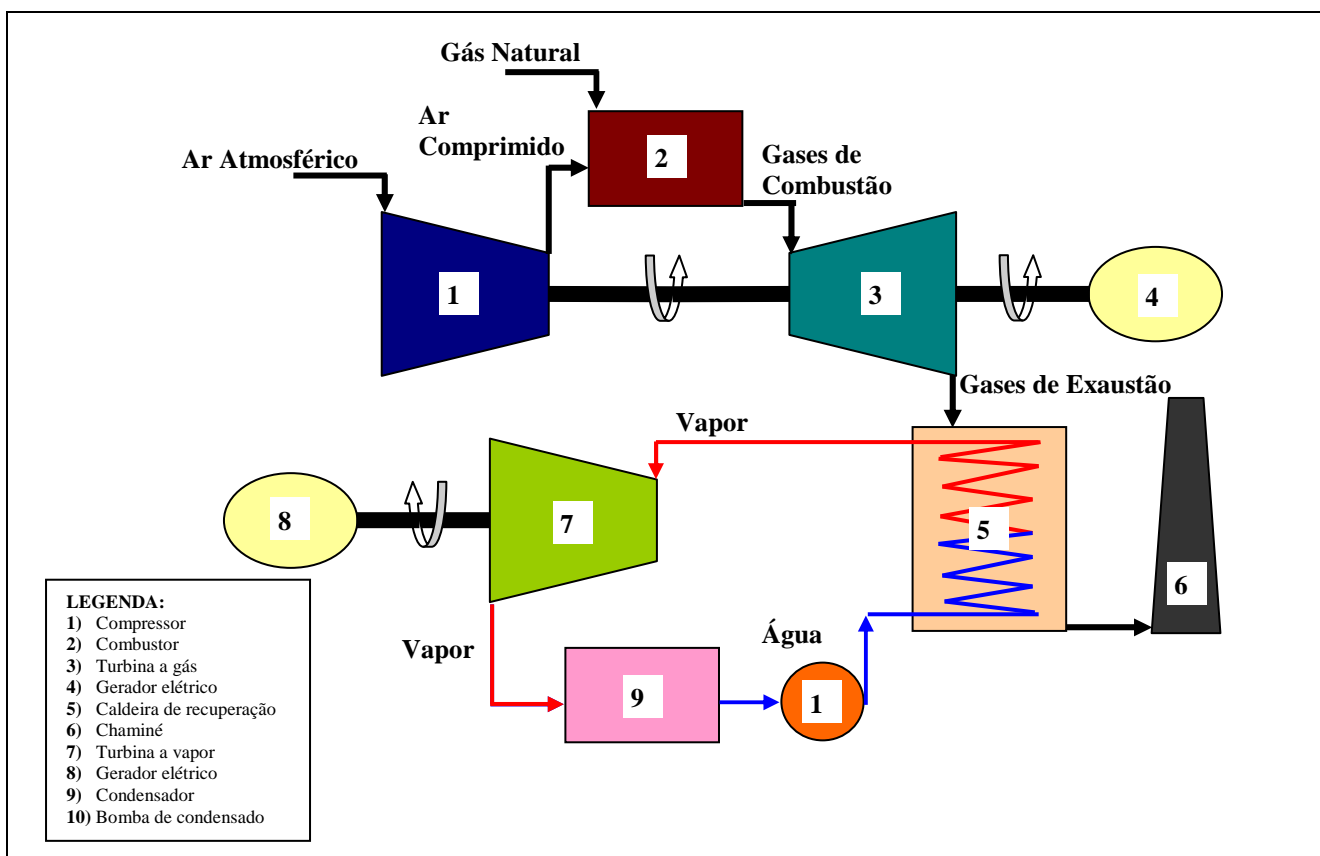 Gás Natural
Ar
Comprimido
Ar Atmosférico
2
Gases de
Combustão
1
3
4
Gases de Exaustão
Vapor
8
7
5
6
LEGENDA:
1) Compressor
2) Combustor
3) Turbina a gás
4) Gerador elétrico
5) Caldeira de recuperação
6) Chaminé
7) Turbina a vapor
8) Gerador elétrico
9) Condensador
10) Bomba de condensado
Vapor
Água
9
1